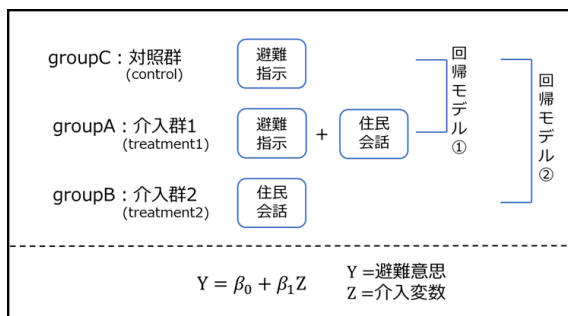 groupC：対照群
(control)
避難
指示
groupA：介入群1
(treatment1)
避難
指示
+
住民
会話
groupB：介入群2
(treatment2)
住民
会話
回帰モデル①
回帰モデル②
Y = β₀ + β₁Z
Y =避難意思
Z =介入変数